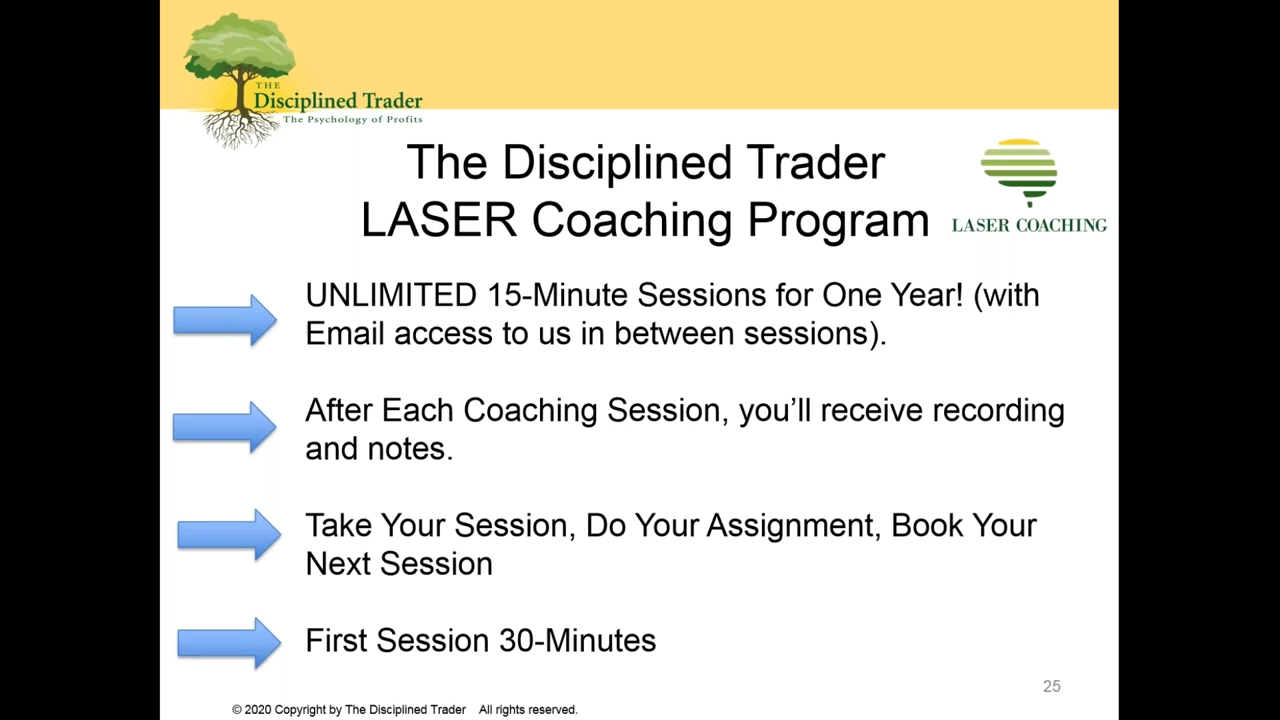 THE
Disciplined Trader
The Psychology of Profits
The Disciplined Trader
LASER Coaching Program
LASER COACHING
UNLIMITED 15-Minute Sessions for One Year! (with
Email access to us in between sessions).
After Each Coaching Session, you’ll receive recording
and notes.
Take Your Session, Do Your Assignment, Book Your
Next Session
First Session 30-Minutes
25
© 2020 Copyright by The Disciplined Trader All rights reserved.